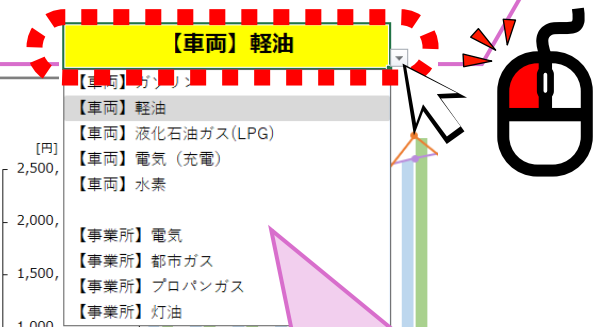 【車両】軽油
【車両】ガソリン
【車両】軽油
【車両】液化石油ガス(LPG)
【車両】電気（充電）
【車両】水素
【事業所】電気
【事業所】都市ガス
【事業所】プロパンガス
【事業所】灯油
[円]
2,500,
2,000,
1,500,
1,000